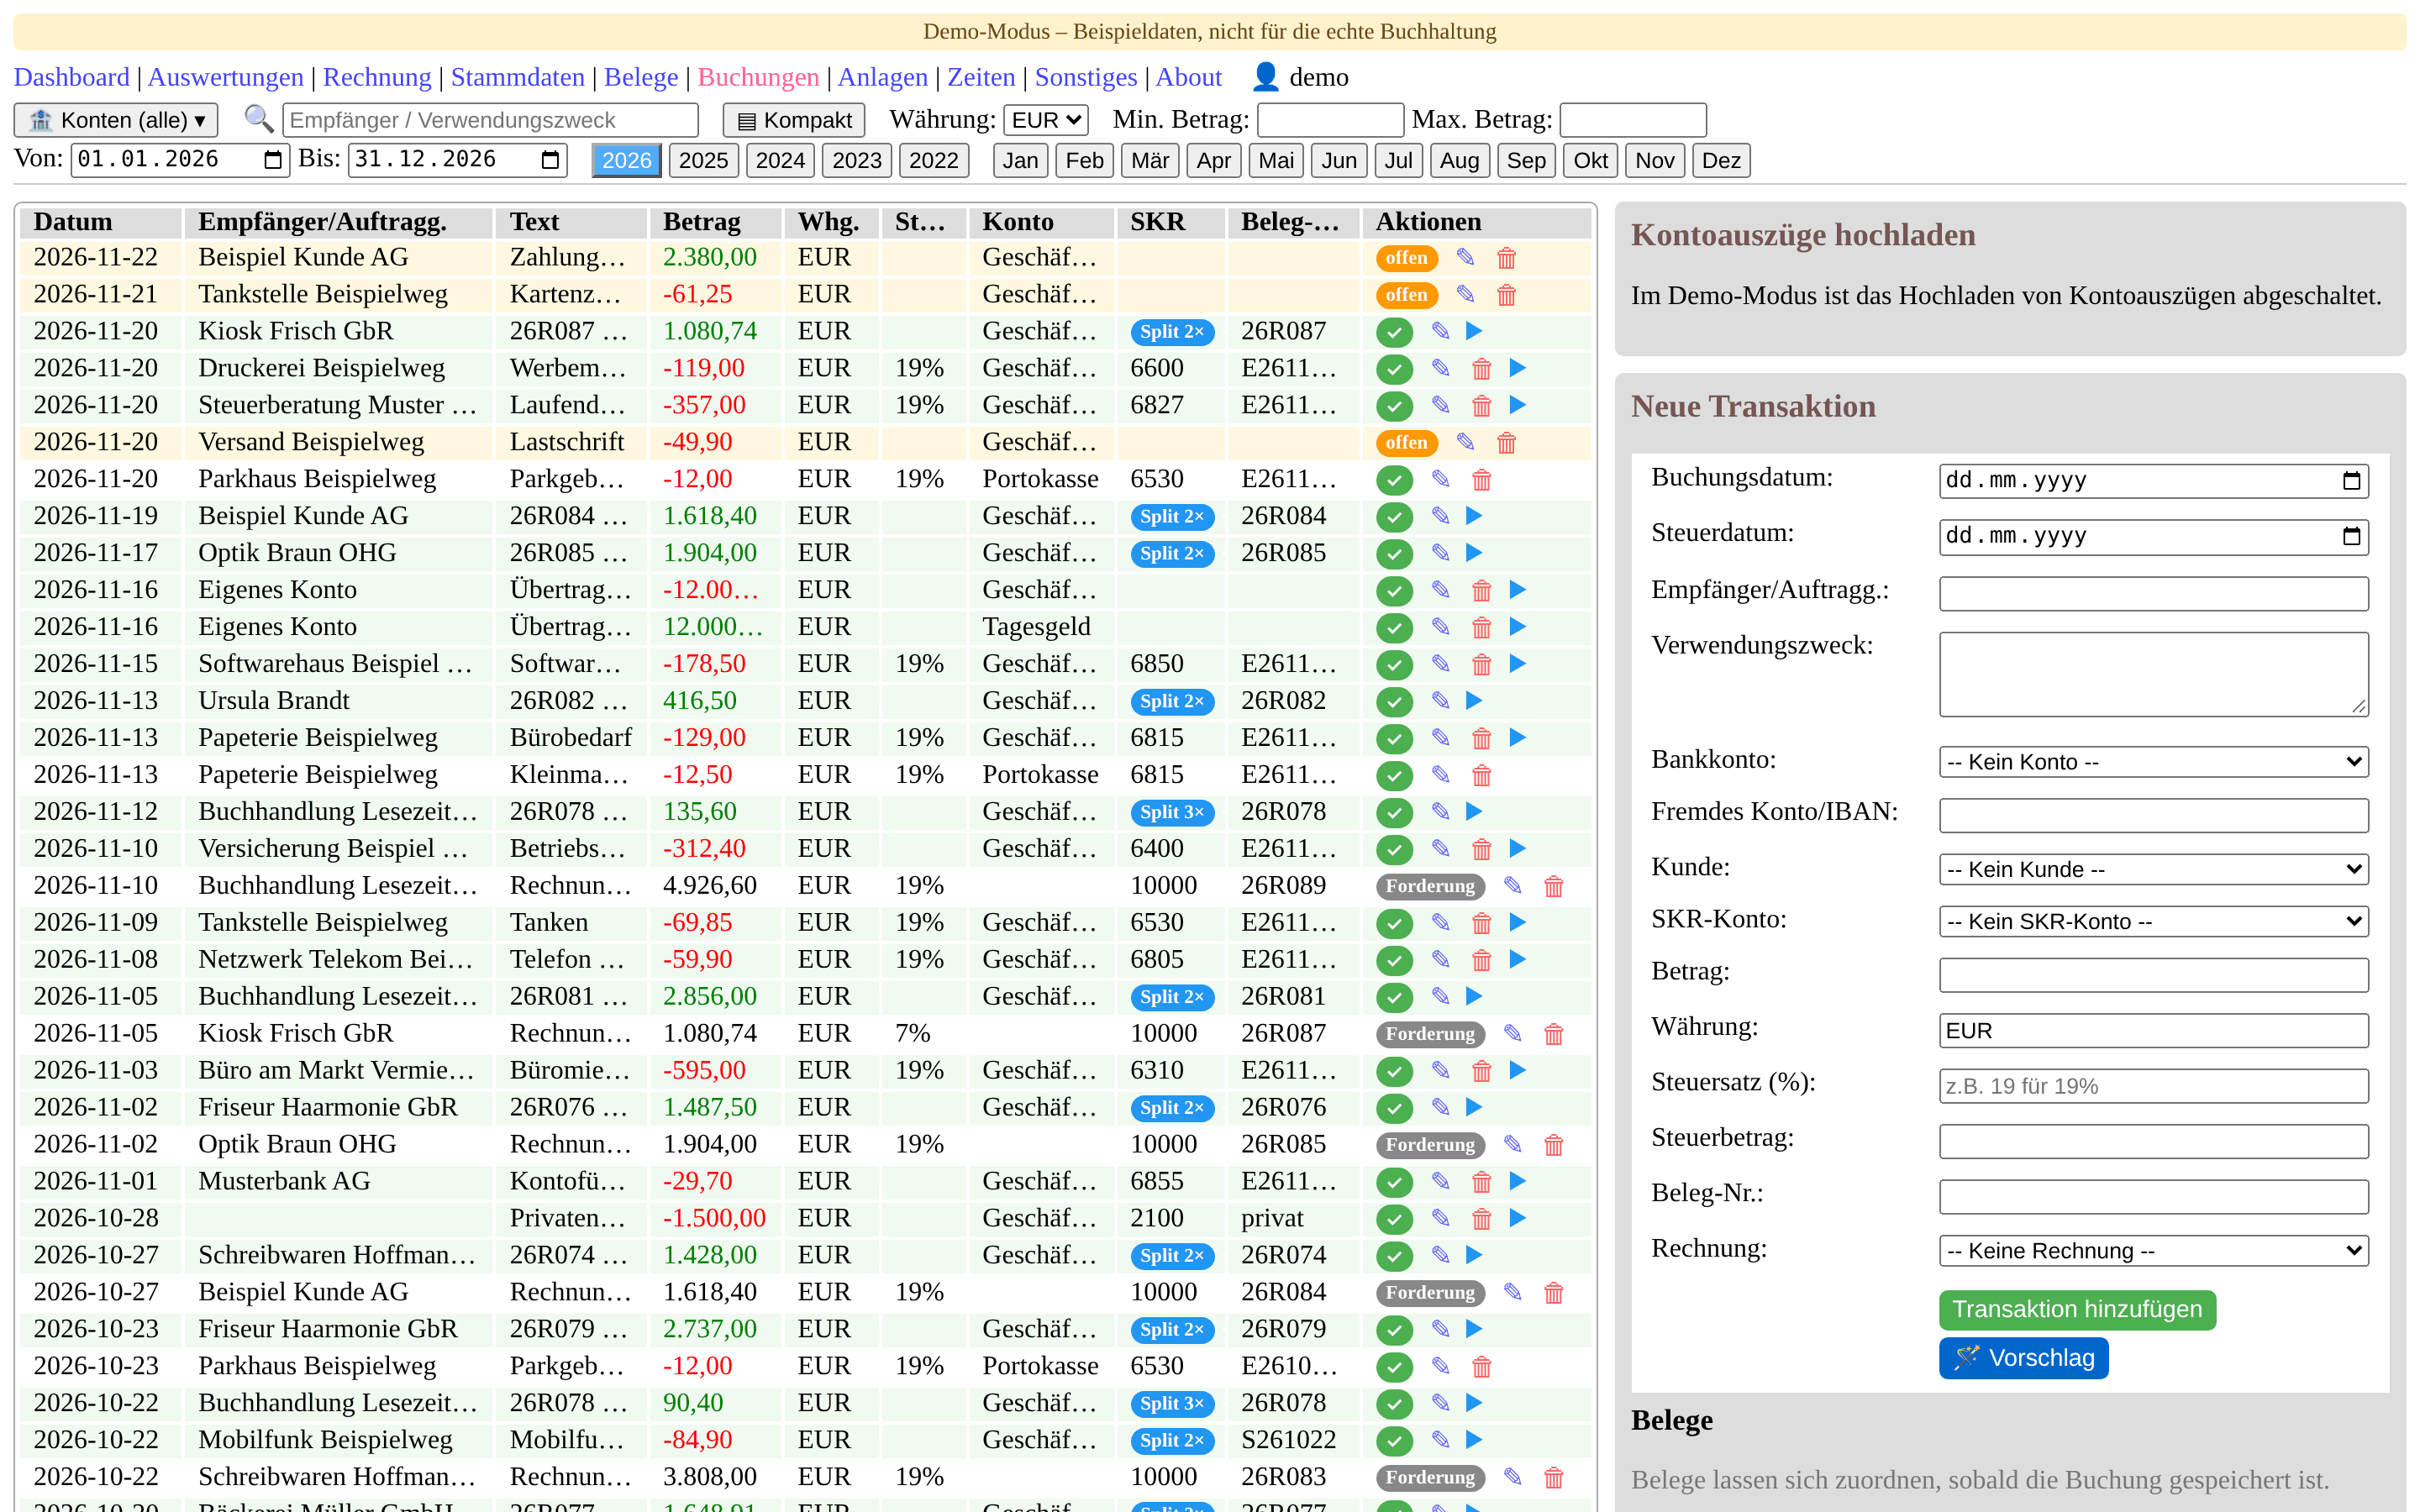 Demo-Modus – Beispieldaten, nicht für die echte Buchhaltung
Dashboard | Auswertungen | Rechnung | Stammdaten | Belege | Buchungen | Anlagen | Zeiten | Sonstiges | About 👤 demo
🏦 Konten (alle) ▾ 🔍 Empfänger / Verwendungszweck ▤ Kompakt Währung: EUR Min. Betrag: Max. Betrag:
Von: 01.01.2026 Bis: 31.12.2026 2026 2025 2024 2023 2022 Jan Feb Mär Apr Mai Jun Jul Aug Sep Okt Nov Dez
Datum Empfänger/Auftragg. Text Betrag Whg. St… Konto SKR Beleg-… Aktionen
2026-11-22 Beispiel Kunde AG Zahlung… 2.380,00 EUR Geschäf… offen
2026-11-21 Tankstelle Beispielweg Kartenz… -61,25 EUR Geschäf… offen
2026-11-20 Kiosk Frisch GbR 26R087 … 1.080,74 EUR Geschäf… Split 2× 26R087
2026-11-20 Druckerei Beispielweg Werbem… -119,00 EUR 19% Geschäf… 6600 E2611…
2026-11-20 Steuerberatung Muster … Laufend… -357,00 EUR 19% Geschäf… 6827 E2611…
2026-11-20 Versand Beispielweg Lastschrift -49,90 EUR Geschäf… offen
2026-11-20 Parkhaus Beispielweg Parkgeb… -12,00 EUR 19% Portokasse 6530 E2611…
2026-11-19 Beispiel Kunde AG 26R084 … 1.618,40 EUR Geschäf… Split 2× 26R084
2026-11-17 Optik Braun OHG 26R085 … 1.904,00 EUR Geschäf… Split 2× 26R085
2026-11-16 Eigenes Konto Übertrag… -12.00… EUR Geschäf…
2026-11-16 Eigenes Konto Übertrag… 12.000… EUR Tagesgeld
2026-11-15 Softwarehaus Beispiel … Softwar… -178,50 EUR 19% Geschäf… 6850 E2611…
2026-11-13 Ursula Brandt 26R082 … 416,50 EUR Geschäf… Split 2× 26R082
2026-11-13 Papeterie Beispielweg Bürobedarf -129,00 EUR 19% Geschäf… 6815 E2611…
2026-11-13 Papeterie Beispielweg Kleinma… -12,50 EUR 19% Portokasse 6815 E2611…
2026-11-12 Buchhandlung Lesezeit… 26R078 … 135,60 EUR Geschäf… Split 3× 26R078
2026-11-10 Versicherung Beispiel … Betriebs… -312,40 EUR Geschäf… 6400 E2611…
2026-11-10 Buchhandlung Lesezeit… Rechnun… 4.926,60 EUR 19% 10000 26R089 Forderung
2026-11-09 Tankstelle Beispielweg Tanken -69,85 EUR 19% Geschäf… 6530 E2611…
2026-11-08 Netzwerk Telekom Bei… Telefon … -59,90 EUR 19% Geschäf… 6805 E2611…
2026-11-05 Buchhandlung Lesezeit… 26R081 … 2.856,00 EUR Geschäf… Split 2× 26R081
2026-11-05 Kiosk Frisch GbR Rechnun… 1.080,74 EUR 7% 10000 26R087 Forderung
2026-11-03 Büro am Markt Vermie… Büromie… -595,00 EUR 19% Geschäf… 6310 E2611…
2026-11-02 Friseur Haarmonie GbR 26R076 … 1.487,50 EUR Geschäf… Split 2× 26R076
2026-11-02 Optik Braun OHG Rechnun… 1.904,00 EUR 19% 10000 26R085 Forderung
2026-11-01 Musterbank AG Kontofü… -29,70 EUR Geschäf… 6855 E2611…
2026-10-28 Privaten… -1.500,00 EUR Geschäf… 2100 privat
2026-10-27 Schreibwaren Hoffman… 26R074 … 1.428,00 EUR Geschäf… Split 2× 26R074
2026-10-27 Beispiel Kunde AG Rechnun… 1.618,40 EUR 19% 10000 26R084 Forderung
2026-10-23 Friseur Haarmonie GbR 26R079 … 2.737,00 EUR Geschäf… Split 2× 26R079
2026-10-23 Parkhaus Beispielweg Parkgeb… -12,00 EUR 19% Portokasse 6530 E2610…
2026-10-22 Buchhandlung Lesezeit… 26R078 … 90,40 EUR Geschäf… Split 3× 26R078
2026-10-22 Mobilfunk Beispielweg Mobilfu… -84,90 EUR Geschäf… Split 2× S261022
2026-10-22 Schreibwaren Hoffman… Rechnun… 3.808,00 EUR 19% 10000 26R083 Forderung
2026-10-20 Bäckerei Müller GmbH 26R077 … 1.648,91 EUR Geschäf… Split 2× 26R077
Kontoauszüge hochladen
Im Demo-Modus ist das Hochladen von Kontoauszügen abgeschaltet.
Neue Transaktion
Buchungsdatum: dd.mm.yyyy
Steuerdatum: dd.mm.yyyy
Empfänger/Auftragg.:
Verwendungszweck:
Bankkonto: -- Kein Konto --
Fremdes Konto/IBAN:
Kunde: -- Kein Kunde --
SKR-Konto: -- Kein SKR-Konto --
Betrag:
Währung: EUR
Steuersatz (%): z.B. 19 für 19%
Steuerbetrag:
Beleg-Nr.:
Rechnung: -- Keine Rechnung --
Transaktion hinzufügen
🪄 Vorschlag
Belege
Belege lassen sich zuordnen, sobald die Buchung gespeichert ist.